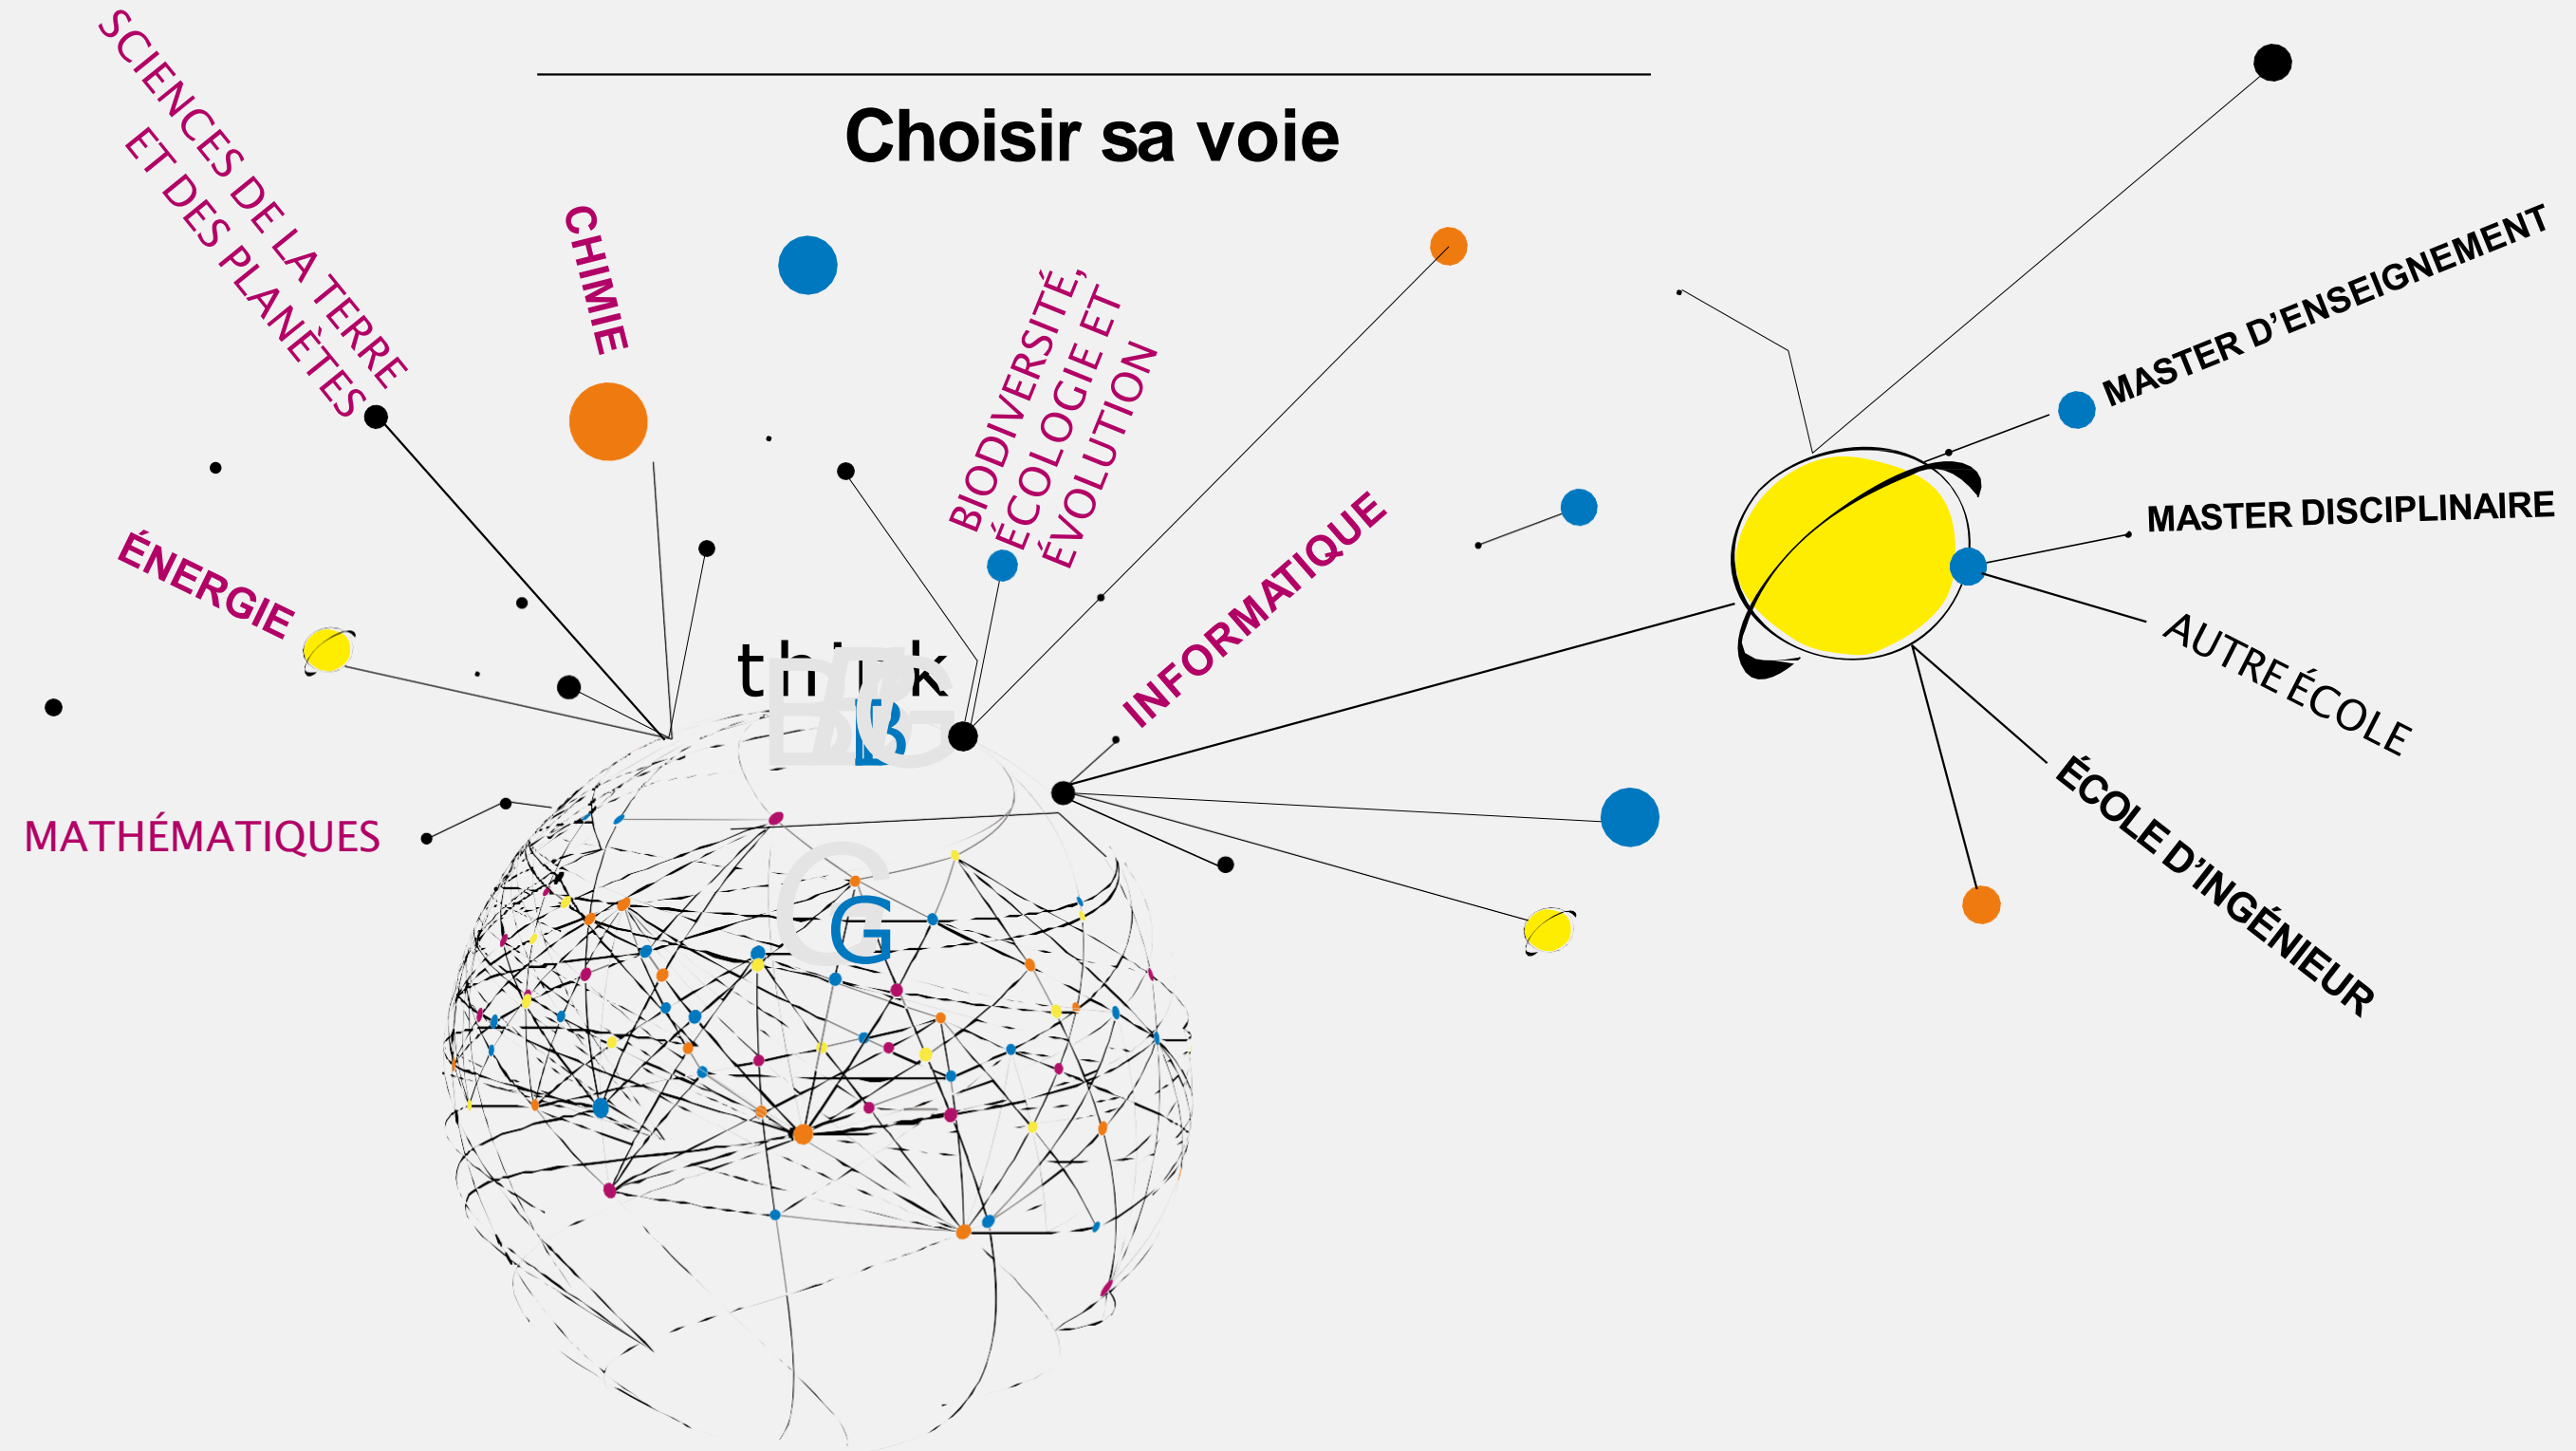 Choisir sa voie
SCIENCES DE LA TERRE
ET DES PLANÈTES
CHIMIE
BIODIVERSITÉ,
ÉCOLOGIE ET
ÉVOLUTION
ÉNERGIE
INFORMATIQUE
MATHÉMATIQUES
think
G
MASTER D’ENSEIGNEMENT
MASTER DISCIPLINAIRE
AUTRE ÉCOLE
ÉCOLE D’INGÉNIEUR